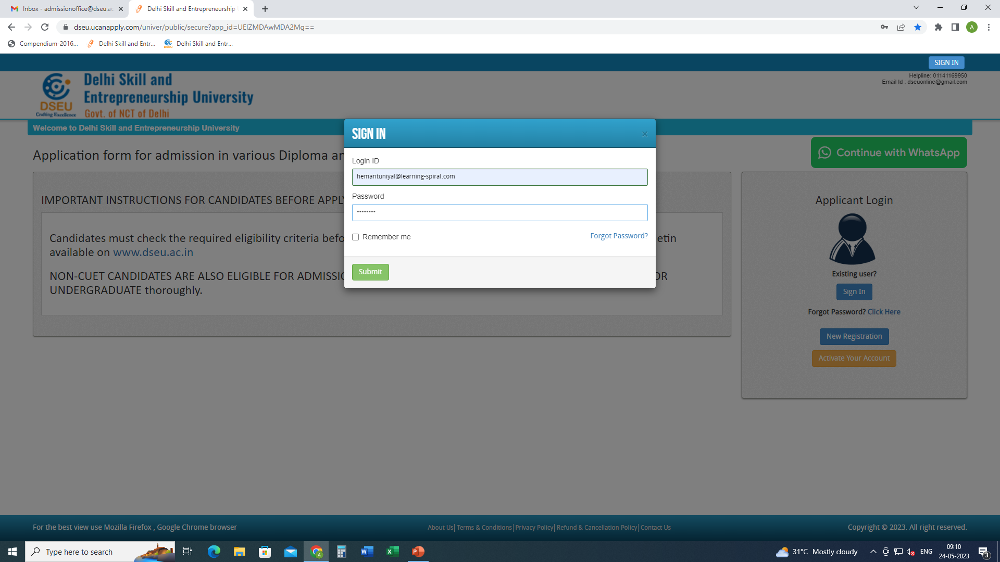 Inbox - admissionoffice@dseu.ac
Delhi Skill and Entrepreneurship
dseu.ucanapply.com/univer/public/secure?app_id=UElZMDAwMDA2Mg==
A
Compendium-2016...
Delhi Skill and Entr...
Delhi Skill and Entr...
SIGN IN
Helpline: 01141169950
Email Id : dseuonline@gmail.com
DSEU
Crafting Excellence
Delhi Skill and
Entrepreneurship University
Govt. of NCT of Delhi
Welcome to Delhi Skill and Entrepreneurship University
Continue with WhatsApp
Application form for admission in various Diploma an
SIGN IN
×
Login ID
hemantuniyal@learning-spiral.com
Password
••••••••
Remember me
Forgot Password?
Submit
IMPORTANT INSTRUCTIONS FOR CANDIDATES BEFORE APPLY
Candidates must check the required eligibility criteria befo
etin
available on www.dseu.ac.in
NON-CUET CANDIDATES ARE ALSO ELIGIBLE FOR ADMISSIO
OR
UNDERGRADUATE thoroughly.
Applicant Login
Existing user?
Sign In
Forgot Password? Click Here
New Registration
Activate Your Account
For the best view use Mozilla Firefox , Google Chrome browser
About Us| Terms & Conditions| Privacy Policy| Refund & Cancellation Policy| Contact Us
Copyright © 2023. All right reserved.
Type here to search
31°C Mostly cloudy
ENG
09:10
24-05-2023
3